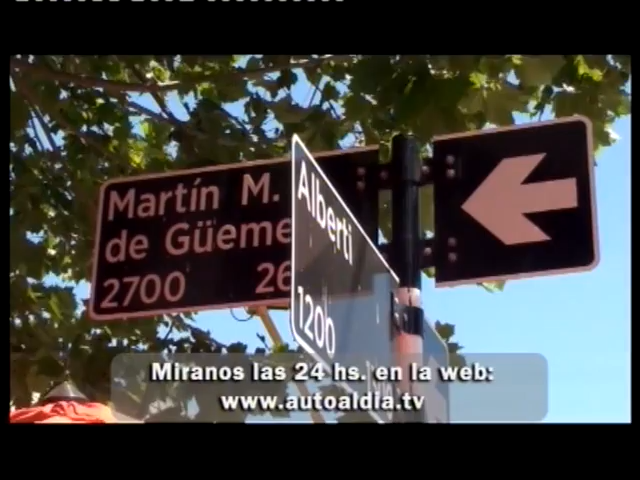 Martín M.
de Güeme
2700 26
Alberti
1200
Miranos las 24 hs. en la web:
www.autoaldia.tv